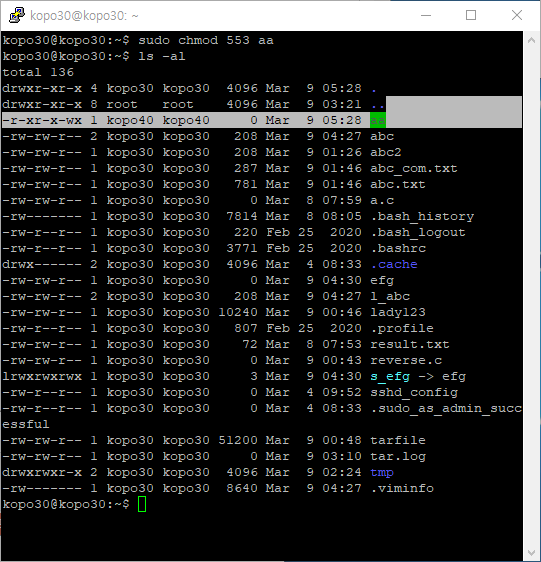 kopo30@kopo30: ~
kopo30@kopo30:~$ sudo chmod 553 aa
kopo30@kopo30:~$ ls -al
total 136
drwxr-xr-x 4 kopo30 kopo30  4096 Mar  9 05:28 .
drwxr-xr-x 8 root   root    4096 Mar  9 03:21 ..
-r-xr-x-wx 1 kopo40 kopo40     0 Mar  9 05:28 aa
-rw-rw-r-- 2 kopo30 kopo30   208 Mar  9 04:27 abc
-rw-rw-r-- 1 kopo30 kopo30   208 Mar  9 01:26 abc2
-rw-rw-r-- 1 kopo30 kopo30   287 Mar  9 01:46 abc_com.txt
-rw-rw-r-- 1 kopo30 kopo30   781 Mar  9 01:46 abc.txt
-rw-rw-r-- 1 kopo30 kopo30     0 Mar  8 07:59 a.c
-rw------- 1 kopo30 kopo30  7814 Mar  8 08:05 .bash_history
-rw-r--r-- 1 kopo30 kopo30   220 Feb 25  2020 .bash_logout
-rw-r--r-- 1 kopo30 kopo30  3771 Feb 25  2020 .bashrc
drwx------ 2 kopo30 kopo30  4096 Mar  4 08:33 .cache
-rw-rw-r-- 1 kopo30 kopo30     0 Mar  9 04:30 efg
-rw-rw-r-- 2 kopo30 kopo30   208 Mar  9 04:27 l_abc
-rw-rw-r-- 1 kopo30 kopo30 10240 Mar  9 00:46 lady123
-rw-r--r-- 1 kopo30 kopo30   807 Feb 25  2020 .profile
-rw-rw-r-- 1 kopo30 kopo30    72 Mar  8 07:53 result.txt
-rw-rw-r-- 1 kopo30 kopo30     0 Mar  9 00:43 reverse.c
lrwxrwxrwx 1 kopo30 kopo30     3 Mar  9 04:30 s_efg -> efg
-rw-rw-r-- 1 kopo30 kopo30     0 Mar  4 09:52 sshd_config
-rw-r--r-- 1 kopo30 kopo30     0 Mar  4 08:33 .sudo_as_admin_succ
essful
-rw-rw-r-- 1 kopo30 kopo30 51200 Mar  9 00:48 tarfile
-rw-rw-r-- 1 kopo30 kopo30     0 Mar  9 03:10 tar.log
drwxrwxr-x 2 kopo30 kopo30  4096 Mar  9 02:24 tmp
-rw------- 1 kopo30 kopo30  8640 Mar  9 04:27 .viminfo
kopo30@kopo30:~$